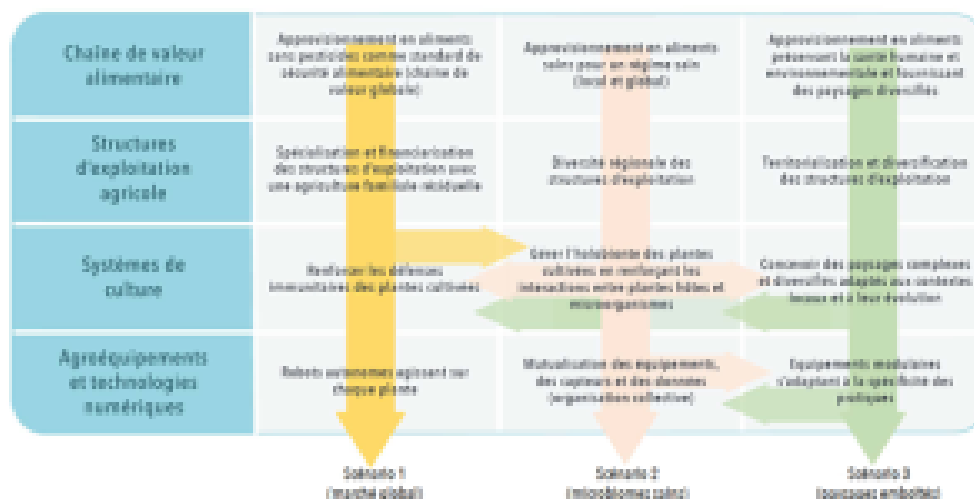 Chaîne de valeur
alimentaire
Approvisionnement en aliments
sans pesticides comme standard de
sécurité alimentaire (chaîne de
valeur globale)
Approvisionnement en aliments
sains pour un régime sain
(local et global)
Approvisionnement en aliments
préservant la santé humaine et
environnementale et fournissant
des paysages diversifiés
Structures
d'exploitation
agricole
Spécialisation et financiarisation
des structures d'exploitation avec
une agriculture familiale résiduelle
Diversité régionale des
structures d'exploitation
Territorialisation et diversification
des structures d'exploitation
Systèmes de
culture
Renforcer les défenses
immunitaires des plantes cultivées
Gérer l'holobionte des plantes
cultivées en renforçant les
interactions entre plantes hôtes et
microorganismes
Concevoir des paysages complexes
et diversifiés adaptés aux contextes
locaux et à leur évolution
Agroéquipements
et technologies
numériques
Robots autonomes agissant sur
chaque plante
Mutualisation des équipements,
des capteurs et des données
(organisation collective)
Equipements modulaires
s'adaptant à la spécificité des
pratiques
Scénario 1
(marché global)
Scénario 2
(microbiomes sains)
Scénario 3
(paysages emboîtés)